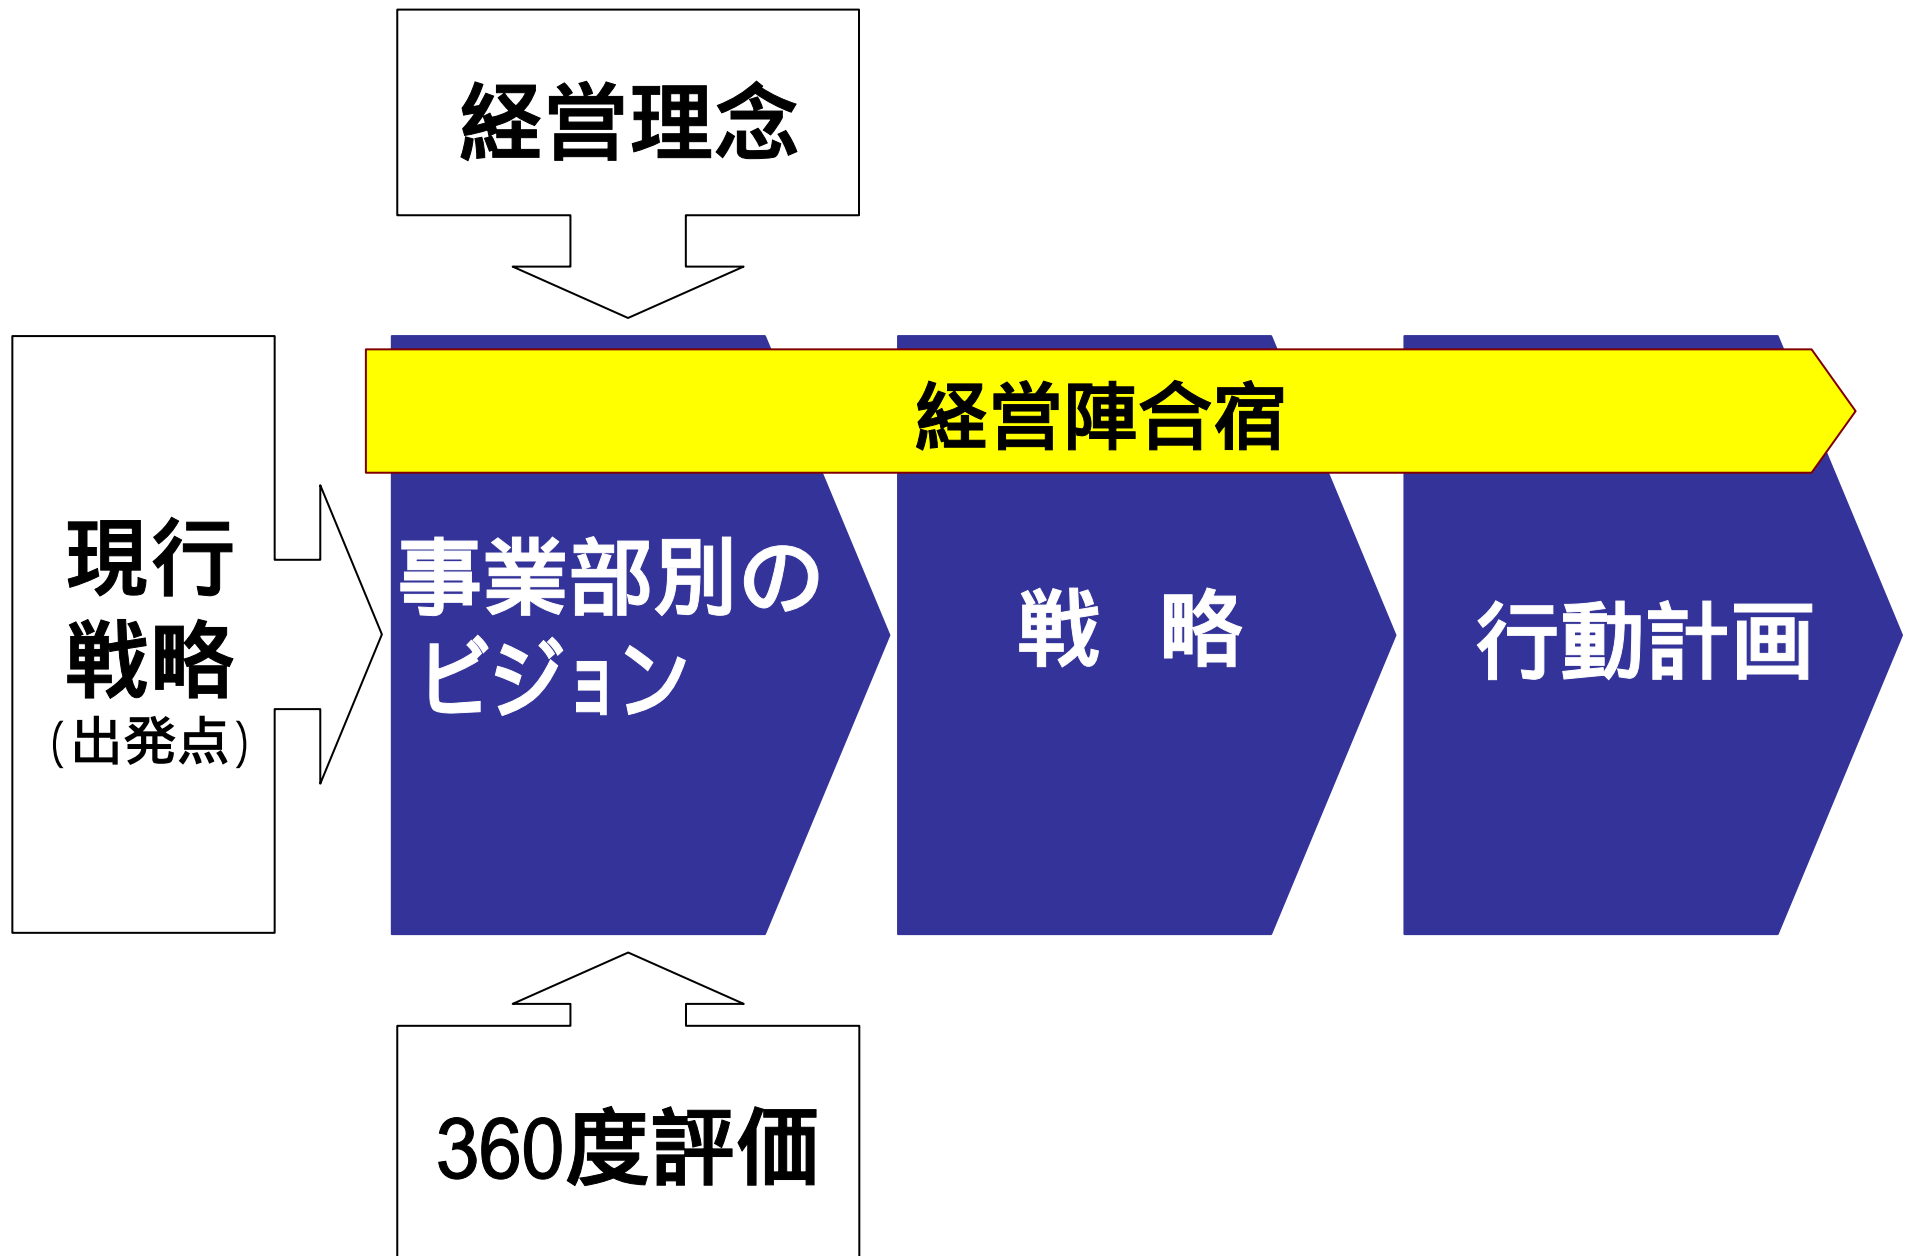 経営理念
経営陣合宿
現行
戦略
(出発点)
事業部別の
ビジョン
戦　略
行動計画
360度評価